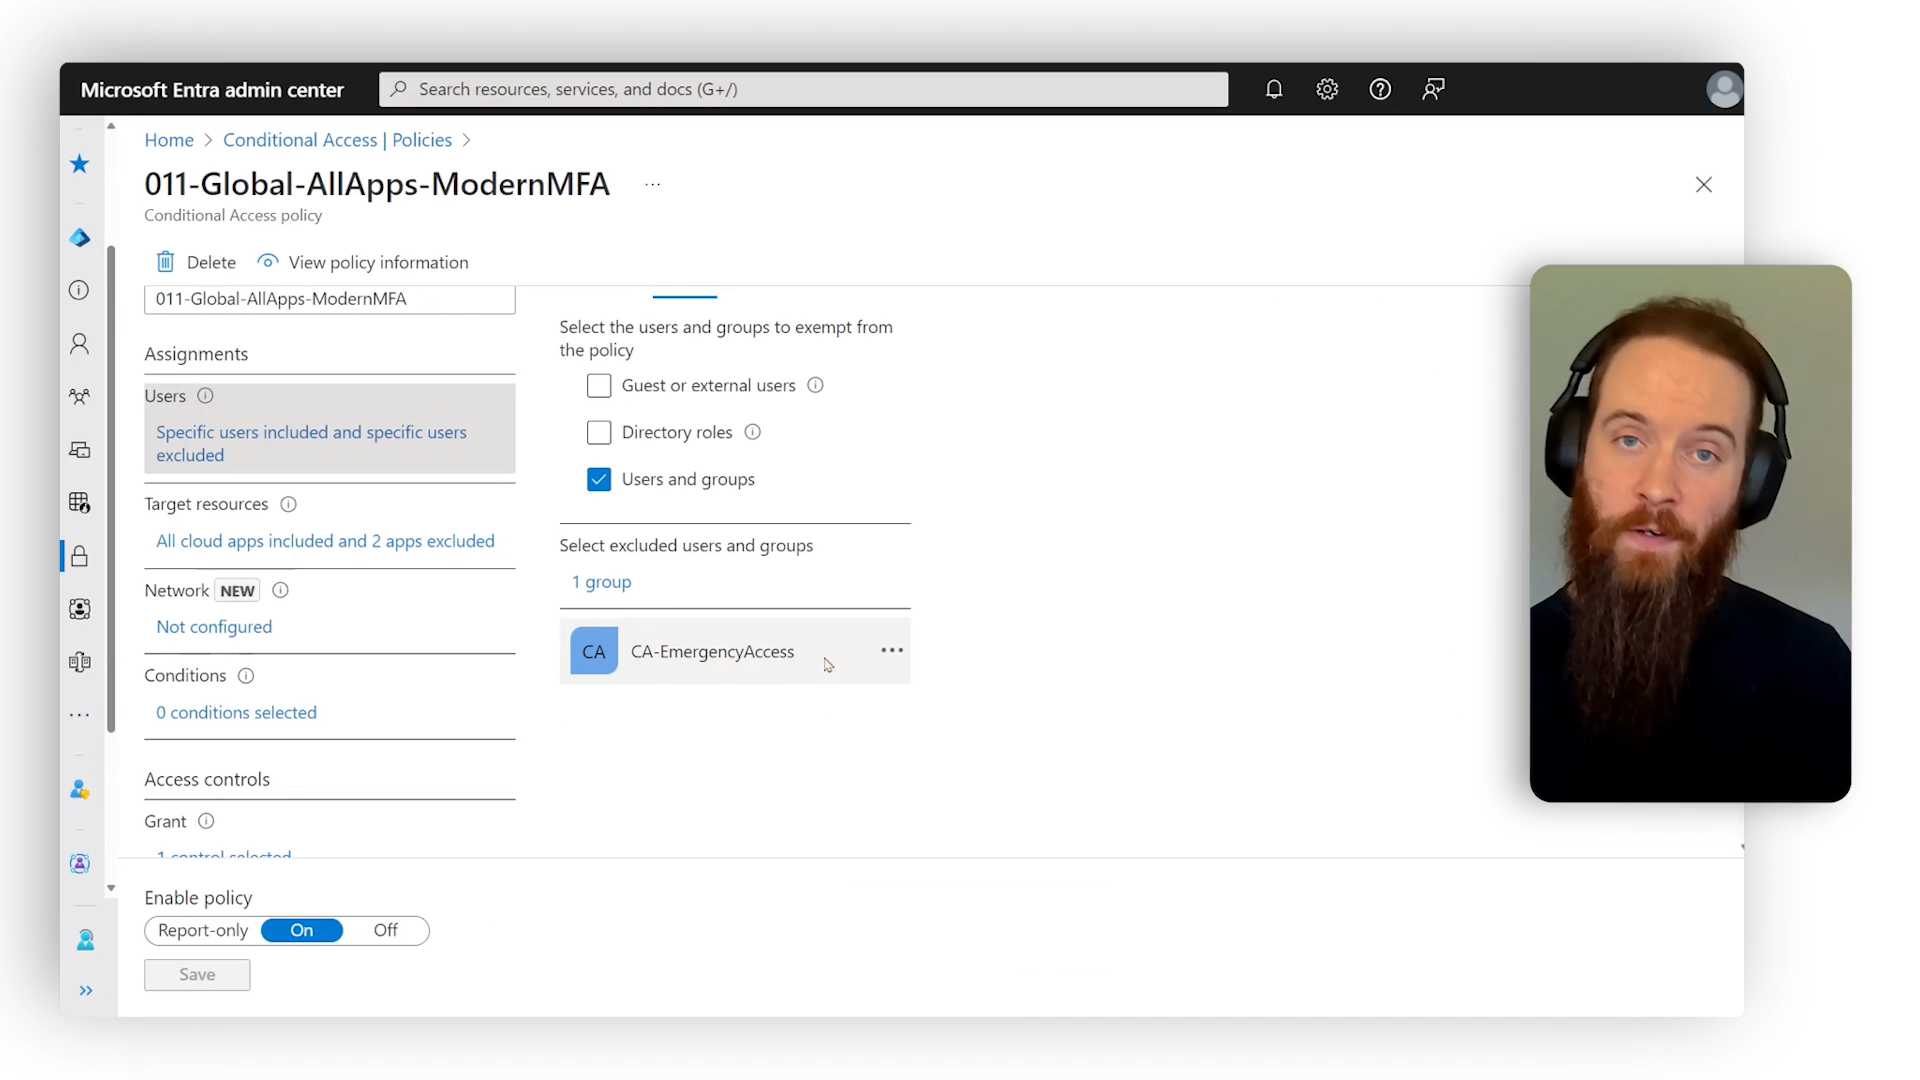 Microsoft Entra admin center
Search resources, services, and docs (G+/)
Home > Conditional Access | Policies >
011-Global-AllApps-ModernMFA ...
Conditional Access policy
Delete
View policy information
011-Global-AllApps-ModernMFA
Assignments
Users
Specific users included and specific users
excluded
Target resources
All cloud apps included and 2 apps excluded
Network NEW
Not configured
Conditions
0 conditions selected
Access controls
Grant
1 control selected
Select the users and groups to exempt from
the policy
Guest or external users
Directory roles
Users and groups
Select excluded users and groups
1 group
CA CA-EmergencyAccess
Enable policy
Report-only On Off
Save